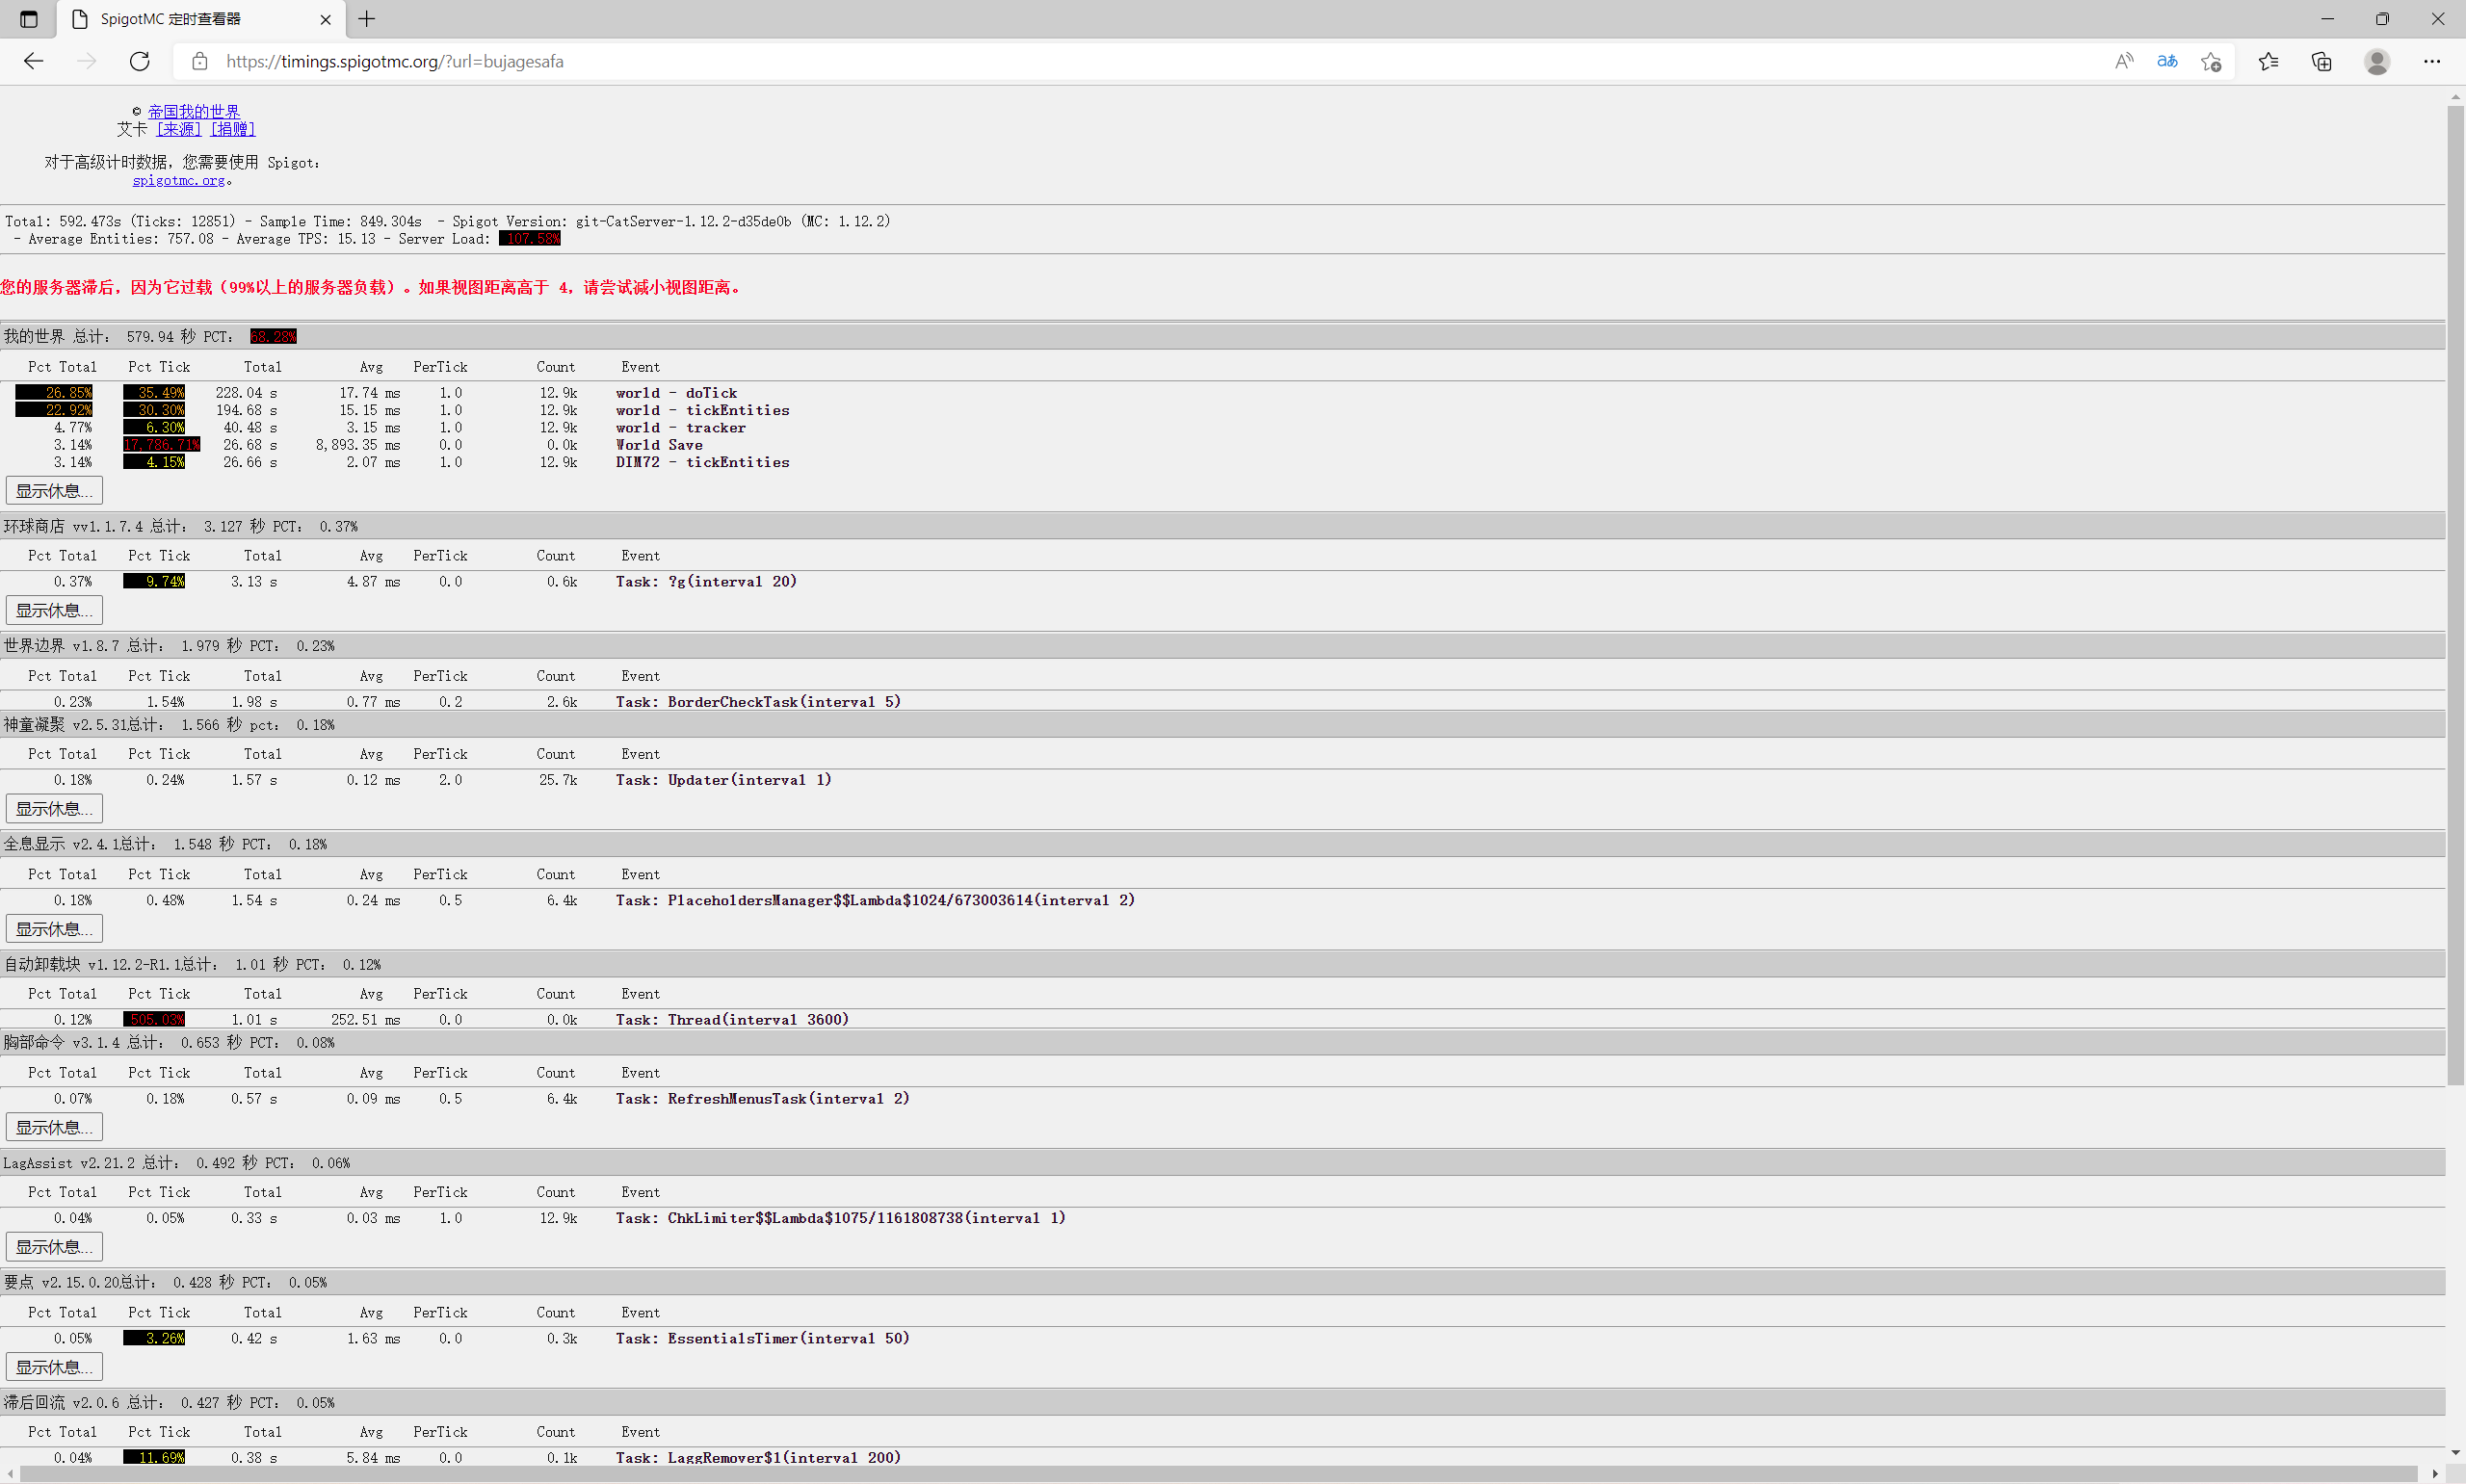 SpigotMC 定时查看器
https://timings.spigotmc.org/?url=bujagesafa
© 帝国我的世界
艾卡 [来源] [捐赠]
对于高级计时数据，您需要使用 Spigot：
spigotmc.org。
Total: 592.473s (Ticks: 12851) - Sample Time: 849.304s - Spigot Version: git-CatServer-1.12.2-d35de0b (MC: 1.12.2)
- Average Entities: 757.08 - Average TPS: 15.13 - Server Load: 107.58%
您的服务器滞后，因为它过载（99%以上的服务器负载）。如果视图距离高于 4，请尝试减小视图距离。
我的世界 总计： 579.94 秒 PCT： 68.28%
Pct Total Pct Tick Total Avg PerTick Count Event
26.85% 35.49% 228.04 s 17.74 ms 1.0 12.9k world - doTick
22.92% 30.30% 194.68 s 15.15 ms 1.0 12.9k world - tickEntities
4.77% 6.30% 40.48 s 3.15 ms 1.0 12.9k world - tracker
3.14% 17,786.71% 26.68 s 8,893.35 ms 0.0 0.0k World Save
3.14% 4.15% 26.66 s 2.07 ms 1.0 12.9k DIM72 - tickEntities
显示休息...
环球商店 vv1.1.7.4 总计： 3.127 秒 PCT： 0.37%
Pct Total Pct Tick Total Avg PerTick Count Event
0.37% 9.74% 3.13 s 4.87 ms 0.0 0.6k Task: ?g(interval 20)
显示休息...
世界边界 v1.8.7 总计： 1.979 秒 PCT： 0.23%
Pct Total Pct Tick Total Avg PerTick Count Event
0.23% 1.54% 1.98 s 0.77 ms 0.2 2.6k Task: BorderCheckTask(interval 5)
神童凝聚 v2.5.31总计： 1.566 秒 pct： 0.18%
Pct Total Pct Tick Total Avg PerTick Count Event
0.18% 0.24% 1.57 s 0.12 ms 2.0 25.7k Task: Updater(interval 1)
显示休息...
全息显示 v2.4.1总计： 1.548 秒 PCT： 0.18%
Pct Total Pct Tick Total Avg PerTick Count Event
0.18% 0.48% 1.54 s 0.24 ms 0.5 6.4k Task: PlaceholdersManager$$Lambda$1024/673003614(interval 2)
显示休息...
自动卸载块 v1.12.2-R1.1总计： 1.01 秒 PCT： 0.12%
Pct Total Pct Tick Total Avg PerTick Count Event
0.12% 505.03% 1.01 s 252.51 ms 0.0 0.0k Task: Thread(interval 3600)
胸部命令 v3.1.4 总计： 0.653 秒 PCT： 0.08%
Pct Total Pct Tick Total Avg PerTick Count Event
0.07% 0.18% 0.57 s 0.09 ms 0.5 6.4k Task: RefreshMenusTask(interval 2)
显示休息...
LagAssist v2.21.2 总计： 0.492 秒 PCT： 0.06%
Pct Total Pct Tick Total Avg PerTick Count Event
0.04% 0.05% 0.33 s 0.03 ms 1.0 12.9k Task: ChkLimiter$$Lambda$1075/1161808738(interval 1)
显示休息...
要点 v2.15.0.20总计： 0.428 秒 PCT： 0.05%
Pct Total Pct Tick Total Avg PerTick Count Event
0.05% 3.26% 0.42 s 1.63 ms 0.0 0.3k Task: EssentialsTimer(interval 50)
显示休息...
滞后回流 v2.0.6 总计： 0.427 秒 PCT： 0.05%
Pct Total Pct Tick Total Avg PerTick Count Event
0.04% 11.69% 0.38 s 5.84 ms 0.0 0.1k Task: LaggRemover$1(interval 200)